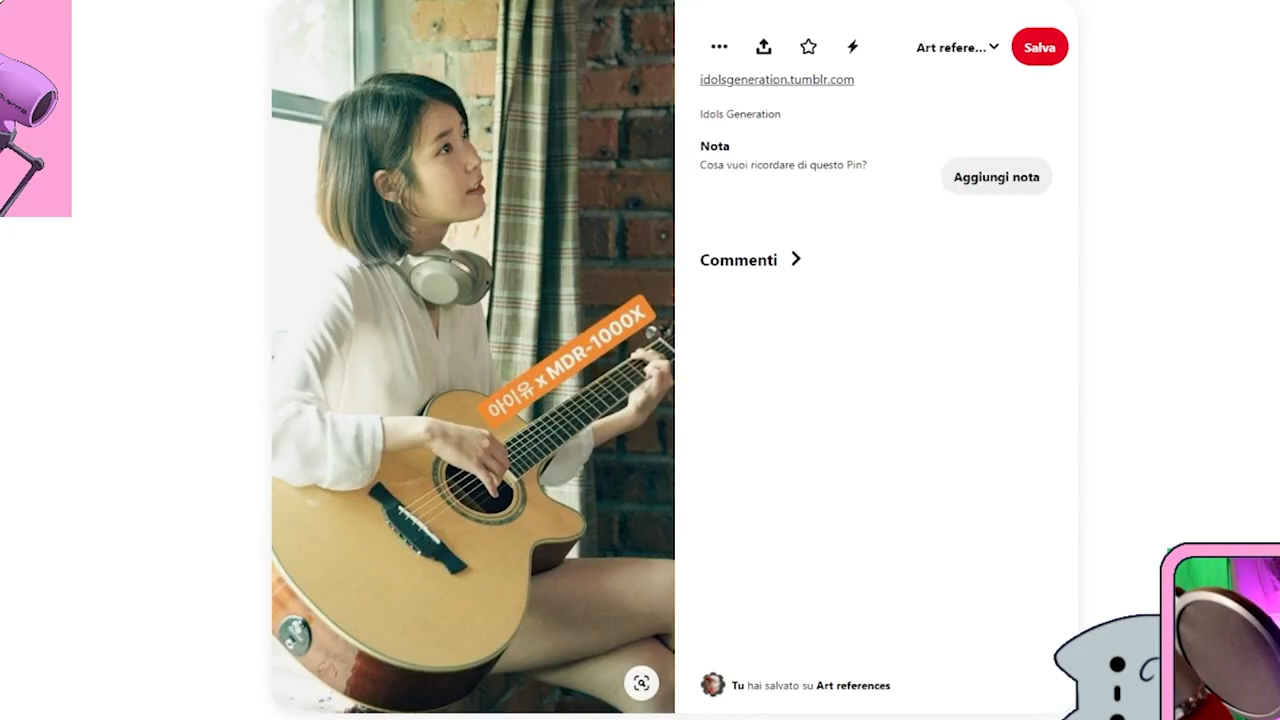 Art refere...
Salva
idolsgeneration.tumblr.com
Idols Generation
Nota
Cosa vuoi ricordare di questo Pin?
Aggiungi nota
Commenti
아이유 x MDR-1000X
Tu hai salvato su Art references